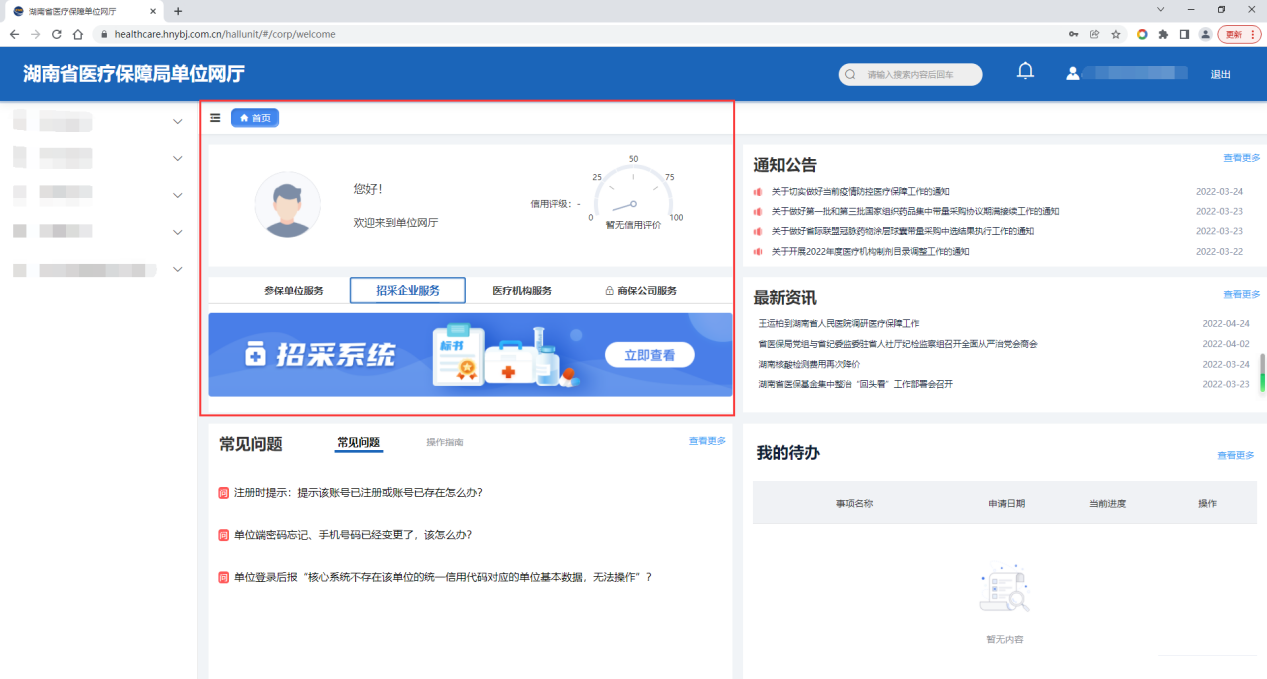 湖南省医疗保障单位网厅
healthcare.hnybj.com.cn/hallunit/#/corp/welcome
更新
湖南省医疗保障局单位网厅
请输入搜索内容后回车
退出
首页
您好！
欢迎来到单位网厅
信用评级： -
0
25
50
75
100
暂无信用评价
参保单位服务
招采企业服务
医疗机构服务
商保公司服务
招采系统
标书
立即查看
通知公告
查看更多
关于切实做好当前疫情防控医疗保障工作的通知 2022-03-24
关于做好第一批和第三批国家组织药品集中带量采购协议期满接续工作的通知 2022-03-23
关于做好省际联盟冠脉药物涂层球囊带量采购中选结果执行工作的通知 2022-03-23
关于开展2022年度医疗机构制剂目录调整工作的通知 2022-03-22
最新资讯
查看更多
王运柏到湖南省人民医院调研医疗保障工作 2022-04-24
省医保局党组与省纪委监委驻省人社厅纪检监察组召开全面从严治党会商会 2022-04-02
湖南核酸检测费用再次降价 2022-03-24
湖南省医保基金集中整治“回头看”工作部署会召开 2022-03-23
常见问题
常见问题
操作指南
查看更多
问 注册时提示：提示该账号已注册或账号已存在怎么办?
问 单位端密码忘记、手机号码已经变更了，该怎么办?
问 单位登录后报“核心系统不存在该单位的统一信用代码对应的单位基本数据，无法操作”？
我的待办
查看更多
事项名称 申请日期 当前进度 操作
暂无内容